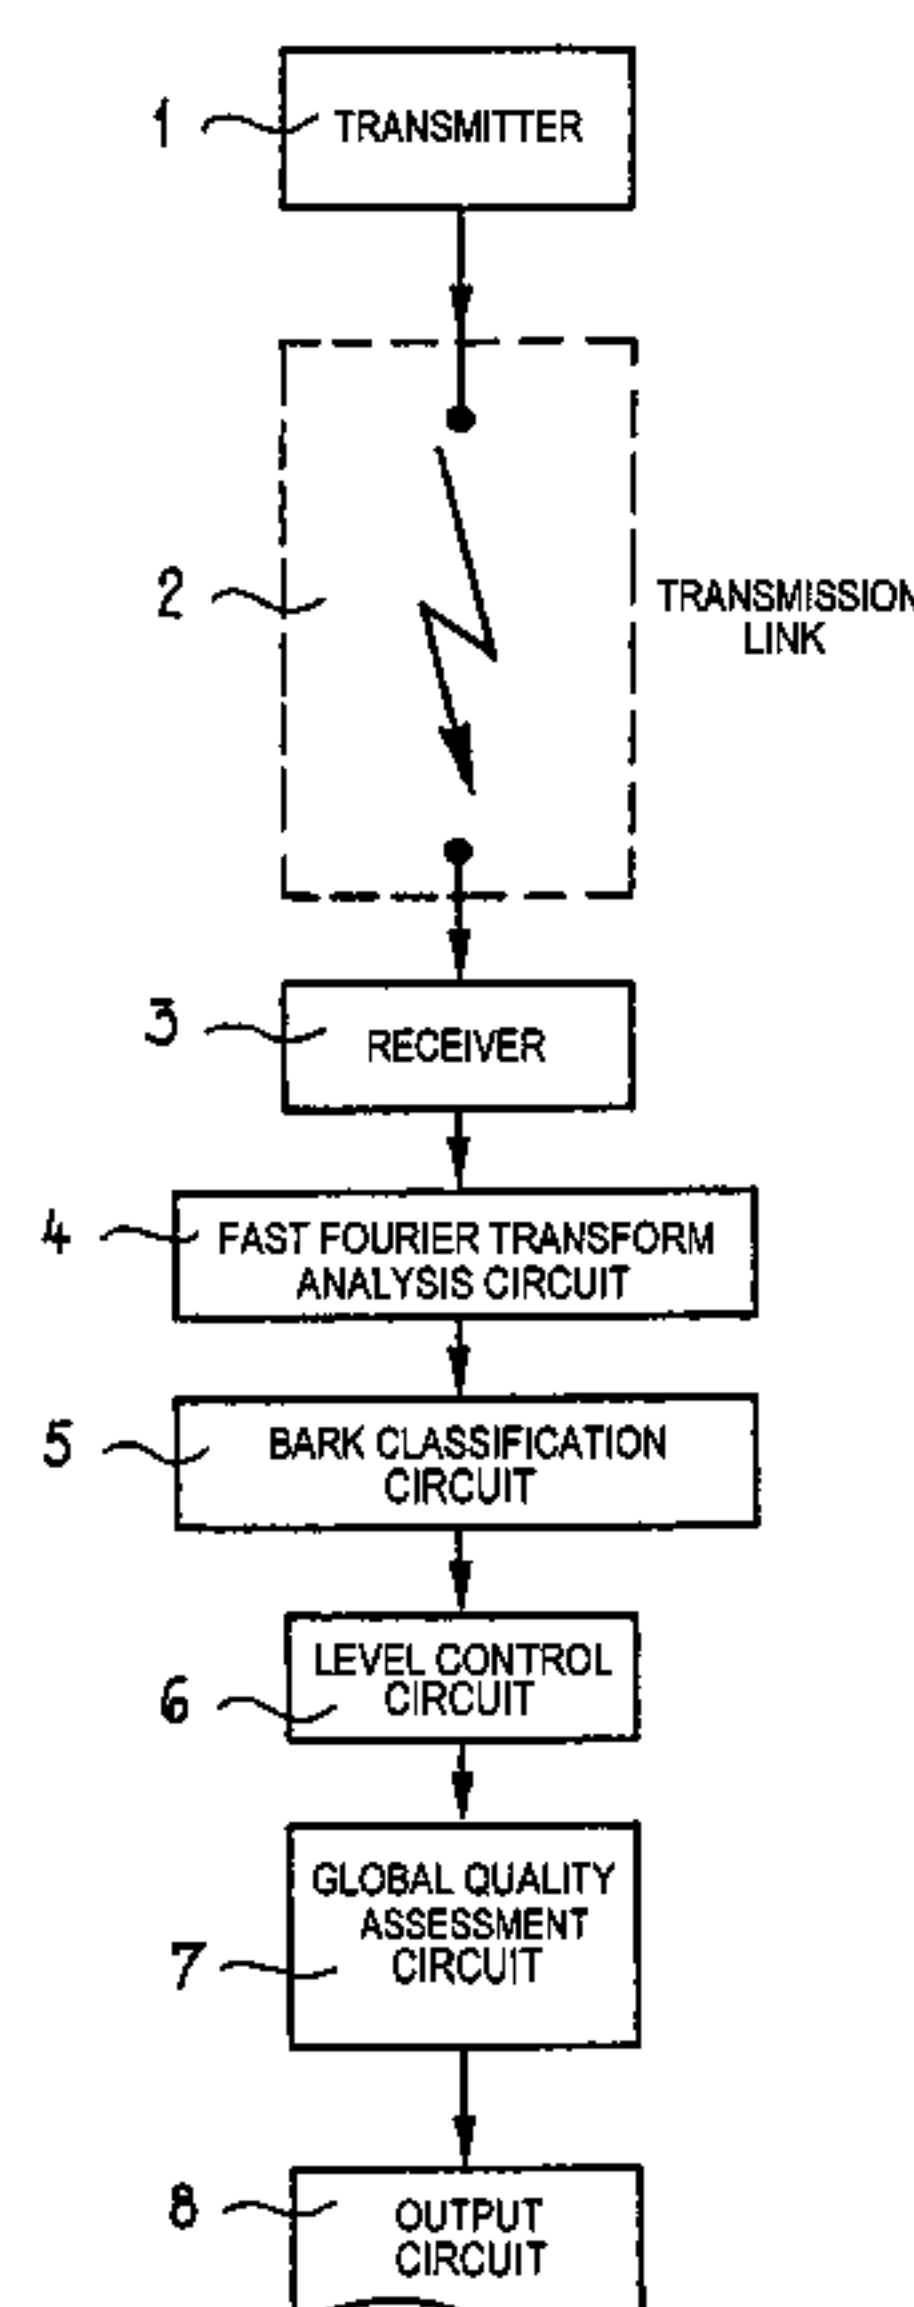 1
TRANSMITTER
2
TRANSMISSION
LINK
3
RECEIVER
4
FAST FOURIER TRANSFORM
ANALYSIS CIRCUIT
5
BARK CLASSIFICATION
CIRCUIT
LEVEL CONTROL
CIRCUIT
6
GLOBAL QUALITY
ASSESSMENT
CIRCUIT
7
8
OUTPUT
CIRCUIT